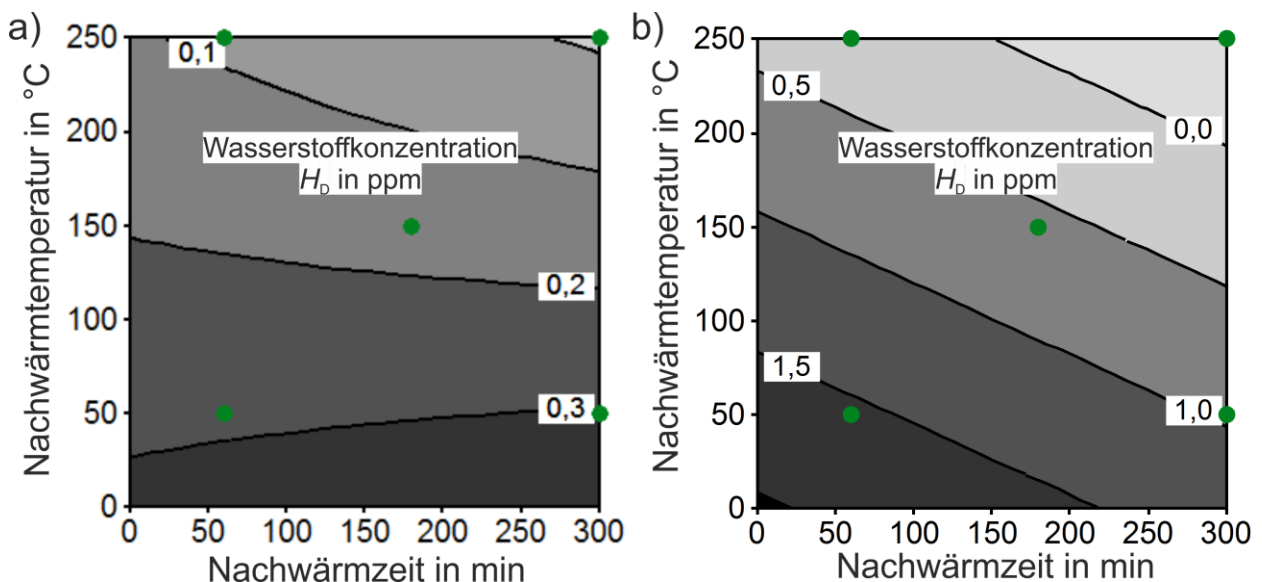 a)
Nachwärmtemperatur in °C
250
200
150
100
50
0
0,1
Wasserstoffkonzentration
H_D in ppm
0,2
0,3
0 50 100 150 200 250 300
Nachwärmzeit in min
b)
Nachwärmtemperatur in °C
250
200
150
100
50
0
0,5
0,0
Wasserstoffkonzentration
H_D in ppm
1,5
1,0
0 50 100 150 200 250 300
Nachwärmzeit in min